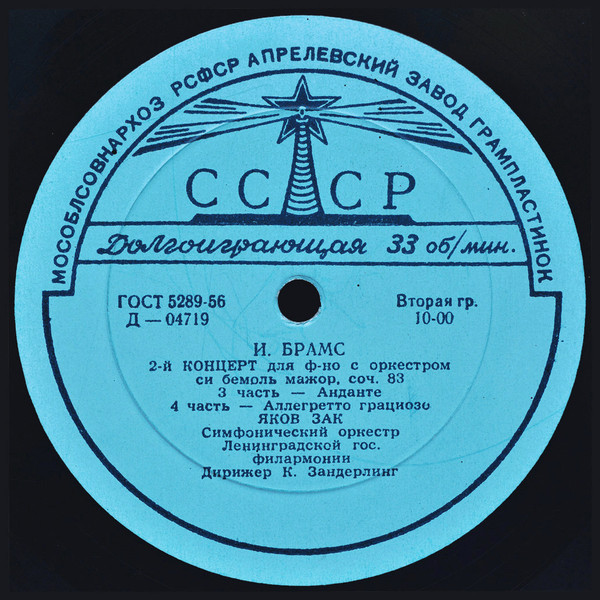 МОСОБЛСОВНАРХОЗ РСФСР АПРЕЛЕВСКИЙ ЗАВОД ГРАМПЛАСТИНОК
СССР
Долгоиграющая 33 об/мин.
ГОСТ 5289-56
Д — 04719
Вторая гр.
10-00
И. БРАМС
2-й КОНЦЕРТ для ф-но с оркестром
си бемоль мажор, соч. 83
3 часть — Анданте
4 часть — Аллегретто грациозо
ЯКОВ ЗАК
Симфонический оркестр
Ленинградской гос.
филармонии
Дирижер К. Зандерлинг